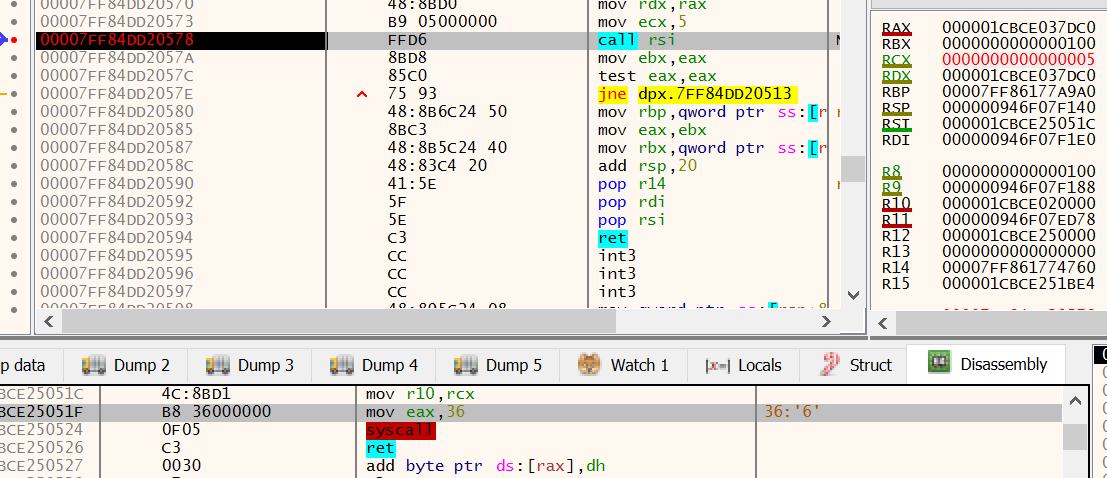 00007FF84DD20570 48:8BD0 mov rdx,rax
00007FF84DD20573 B9 05000000 mov ecx,5
00007FF84DD20578 FFD6 call rsi
00007FF84DD2057A 8BD8 mov ebx,eax
00007FF84DD2057C 85C0 test eax,eax
00007FF84DD2057E 75 93 jne dpx.7FF84DD20513
00007FF84DD20580 48:8B6C24 50 mov rbp,qword ptr ss:[r
00007FF84DD20585 8BC3 mov eax,ebx
00007FF84DD20587 48:8B5C24 40 mov rbx,qword ptr ss:[r
00007FF84DD2058C 48:83C4 20 add rsp,20
00007FF84DD20590 41:5E pop r14
00007FF84DD20592 5F pop rdi
00007FF84DD20593 5E pop rsi
00007FF84DD20594 C3 ret
00007FF84DD20595 CC int3
00007FF84DD20596 CC int3
00007FF84DD20597 CC int3
RAX 000001CBCE037DC0
RBX 0000000000000100
RCX 0000000000000005
RDX 000001CBCE037DC0
RBP 00007FF86177A9A0
RSP 000000946F07F140
RSI 000001CBCE25051C
RDI 000000946F07F1E0
R8 0000000000000100
R9 000000946F07F188
R10 000001CBCE020000
R11 000000946F07ED78
R12 000001CBCE250000
R13 0000000000000000
R14 00007FF861774760
R15 000001CBCE251BE4
p data Dump 2 Dump 3 Dump 4 Dump 5 Watch 1 Locals Struct Disassembly
BCE25051C 4C:8BD1 mov r10,rcx
BCE25051F B8 36000000 mov eax,36 36:'6'
BCE250524 0F05 syscall
BCE250526 C3 ret
BCE250527 0030 add byte ptr ds:[rax],dh